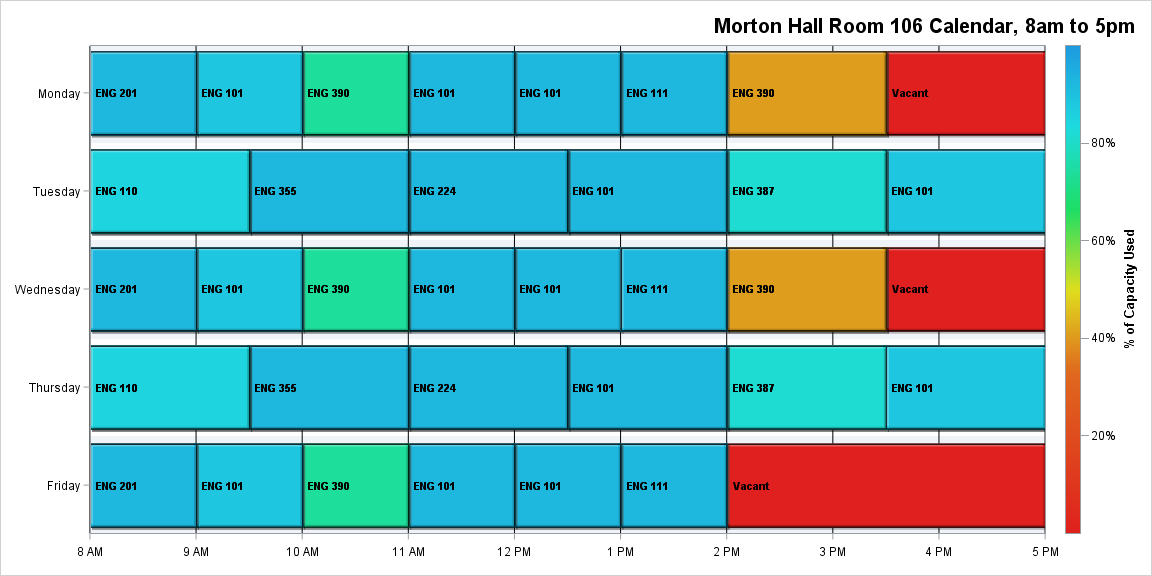 Morton Hall Room 106 Calendar, 8am to 5pm
Monday
ENG 201
ENG 101
ENG 390
ENG 101
ENG 101
ENG 111
ENG 390
Vacant
Tuesday
ENG 110
ENG 355
ENG 224
ENG 101
ENG 387
ENG 101
Wednesday
ENG 201
ENG 101
ENG 390
ENG 101
ENG 101
ENG 111
ENG 390
Vacant
Thursday
ENG 110
ENG 355
ENG 224
ENG 101
ENG 387
ENG 101
Friday
ENG 201
ENG 101
ENG 390
ENG 101
ENG 101
ENG 111
Vacant
8 AM
9 AM
10 AM
11 AM
12 PM
1 PM
2 PM
3 PM
4 PM
5 PM
80%
60%
40%
20%
% of Capacity Used